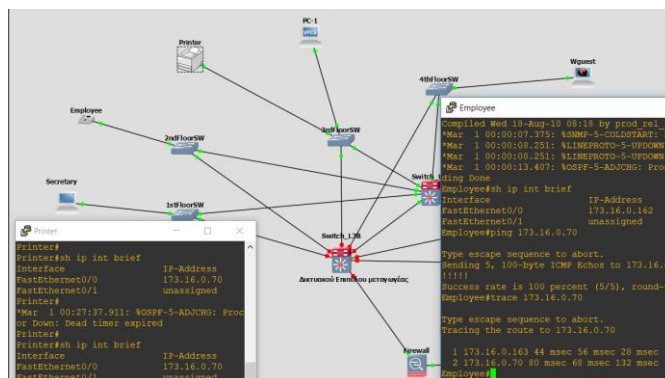 PC-1
Printer
Wguest
4thFloorSW
Employee
3rdFloorSW
2ndFloorSW
Secretary
1stFloorSW
Switch_
Switch_L3B
Δικτυακού Επιπέδου μεταγωγέας
Firewall
Printer
Printer#
Printer#sh ip int brief
Interface IP-Address
FastEthernet0/0 173.16.0.70
FastEthernet0/1 unassigned
Printer#
*Mar 1 00:27:37.911: %OSPF-5-ADJCHG: Proc
or Down: Dead timer expired
Printer#
Printer#sh ip int brief
Interface IP-Address
FastEthernet0/0 173.16.0.70
FastEthernet0/1 unassigned
Employee
Compiled Wed 18-Aug-10 08:18 by prod_rel_
*Mar 1 00:00:07.375: %SNMP-5-COLDSTART:
*Mar 1 00:00:08.251: %LINEPROTO-5-UPDOWN
*Mar 1 00:00:08.251: %LINEPROTO-5-UPDOWN
*Mar 1 00:00:13.407: %OSPF-5-ADJCHG: Pro
ding Done
Employee#sh ip int brief
Interface IP-Address
FastEthernet0/0 173.16.0.162
FastEthernet0/1 unassigned
Employee#ping 173.16.0.70
Type escape sequence to abort.
Sending 5, 100-byte ICMP Echos to 173.16.
!!!!!
Success rate is 100 percent (5/5), round-
Employee#trace 173.16.0.70
Type escape sequence to abort.
Tracing the route to 173.16.0.70
1 173.16.0.163 44 msec 56 msec 28 msec
2 173.16.0.70 80 msec 68 msec 132 msec
Employee#